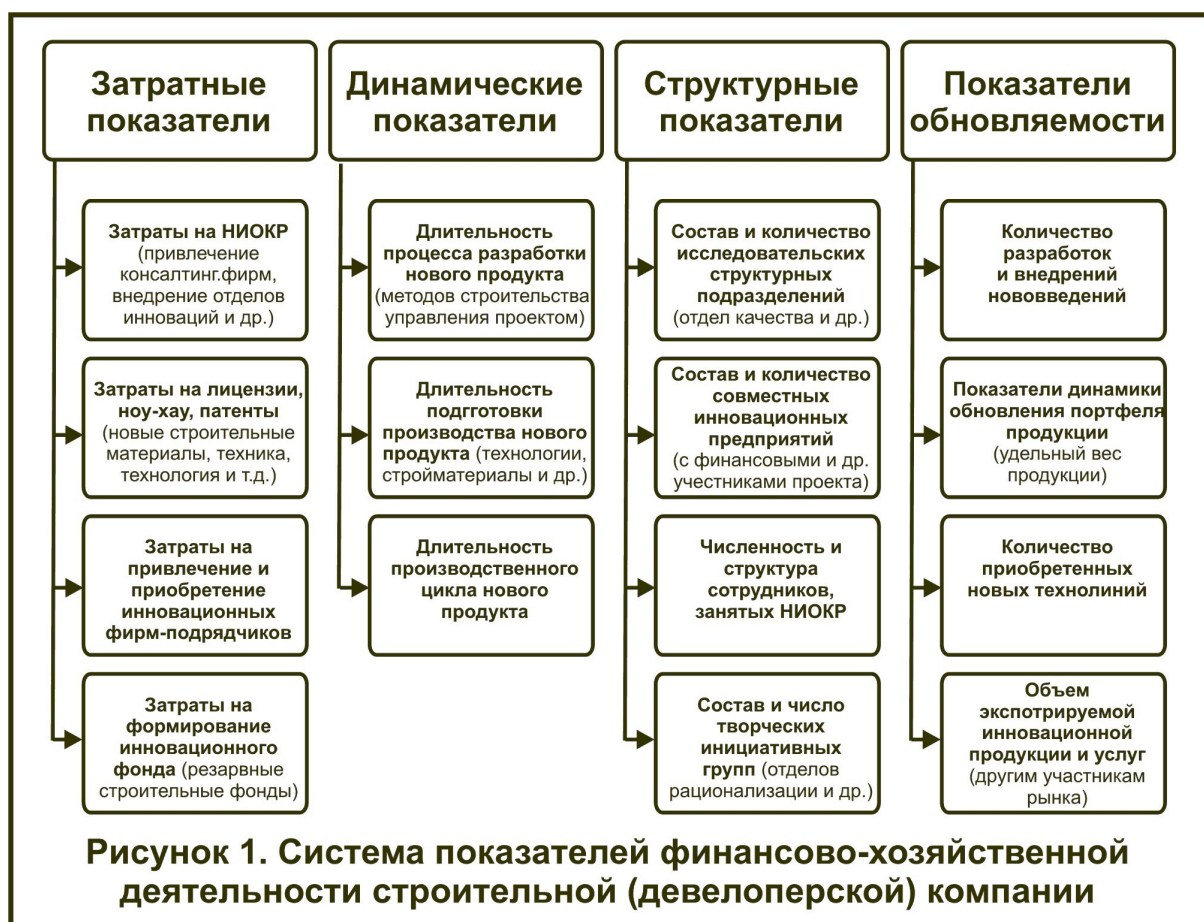 Затратные
показатели
Затраты на НИОКР
(привлечение
консалтинг.фирм,
внедрение отделов
инноваций и др.)
Затраты на лицензии,
ноу-хау, патенты
(новые строительные
материалы, техника,
технология и т.д.)
Затраты на
привлечение и
приобретение
инновационных
фирм-подрядчиков
Затраты на
формирование
инновационного
фонда (резарвные
строительные фонды)
Динамические
показатели
Длительность
процесса разработки
нового продукта
(методов строительства
управления проектом)
Длительность
подгготовки
производства нового
продукта (технологии,
стройматериалы и др.)
Длительность
производственного
цикла нового
продукта
Структурные
показатели
Состав и количество
исследовательских
структурных
подразделений
(отдел качества и др.)
Состав и количество
совместных
инновационных
предприятий
(с финансовыми и др.
учестниками проекта)
Численность и
структура
сотрудников,
занятых НИОКР
Состав и число
творческих
инициативных
групп (отделов
рационализации и др.)
Показатели
обновляемости
Количество
разработок
и внедрений
нововведений
Показатели динамики
обновления портфеля
продукции
(удельный вес
продукции)
Количество
приобретенных
новых технолиний
Объем
экспотрируемой
инновационной
продукции и услуг
(другим участникам
рынка)
Рисунок 1. Система показателей финансово-хозяйственной
деятельности строительной (девелоперской) компании